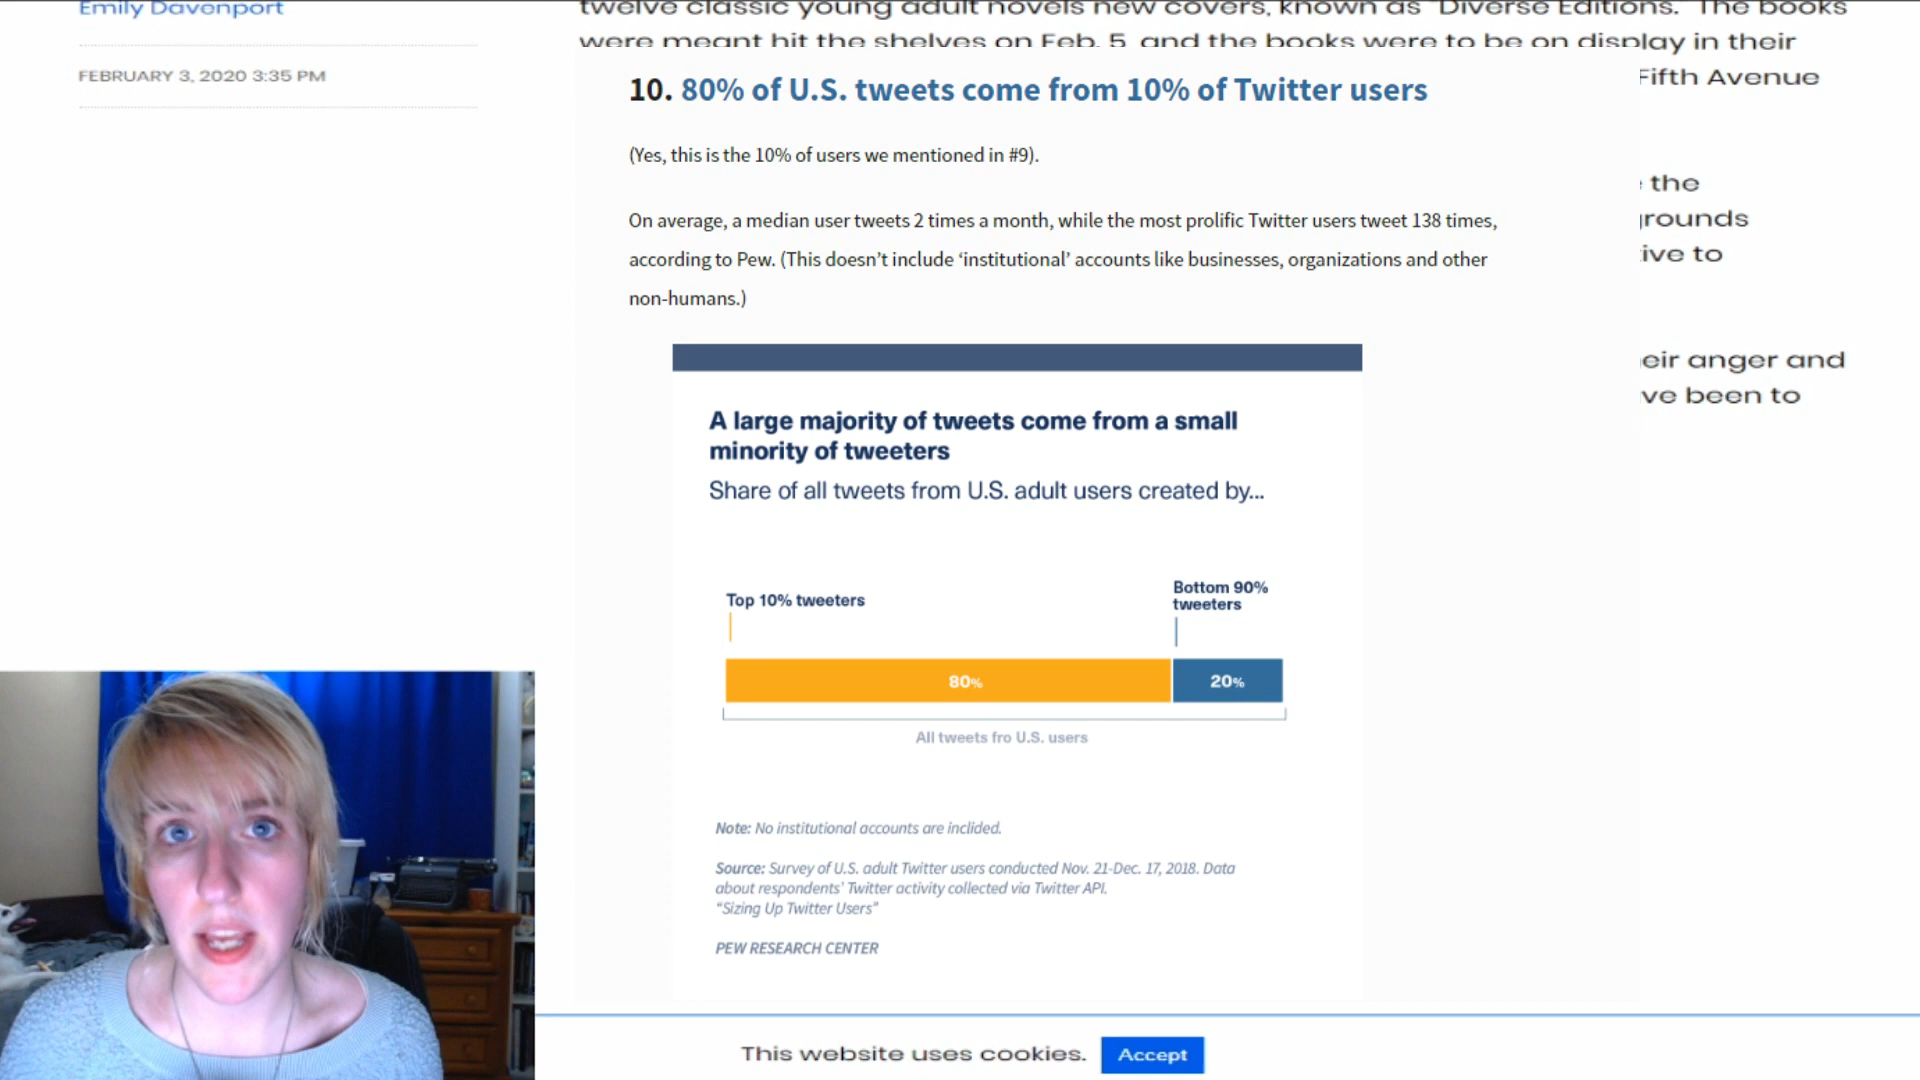 Emily Davenport
FEBRUARY 3, 2020 3:35 PM
twelve classic young adult novels new covers, known as "Diverse Editions." The books
were meant hit the shelves on Feb. 5, and the books were to be on display in their
Fifth Avenue
the
grounds
ive to
eir anger and
ve been to
10. 80% of U.S. tweets come from 10% of Twitter users
(Yes, this is the 10% of users we mentioned in #9).
On average, a median user tweets 2 times a month, while the most prolific Twitter users tweet 138 times,
according to Pew. (This doesn’t include ‘institutional’ accounts like businesses, organizations and other
non-humans.)
A large majority of tweets come from a small
minority of tweeters
Share of all tweets from U.S. adult users created by...
Top 10% tweeters
Bottom 90%
tweeters
80%
20%
All tweets fro U.S. users
Note: No institutional accounts are inclided.
Source: Survey of U.S. adult Twitter users conducted Nov. 21-Dec. 17, 2018. Data
about respondents’ Twitter activity collected via Twitter API.
“Sizing Up Twitter Users”
PEW RESEARCH CENTER
This website uses cookies.
Accept